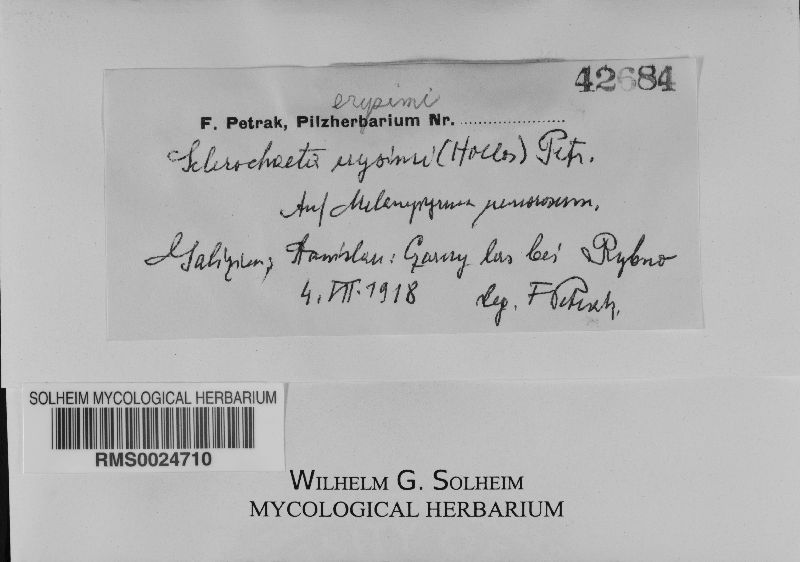 42684
erysimi
F. Petrak, Pilzherbarium Nr. ....................
Sclerochaeta erysimi (Hollos) Petr.
Auf Melampyrum nemorosum.
Galizien; Stanislau: Czarny las bei Rybno
4. VII. 1918 leg. F Petrak.
SOLHEIM MYCOLOGICAL HERBARIUM
RMS0024710
WILHELM G. SOLHEIM
MYCOLOGICAL HERBARIUM